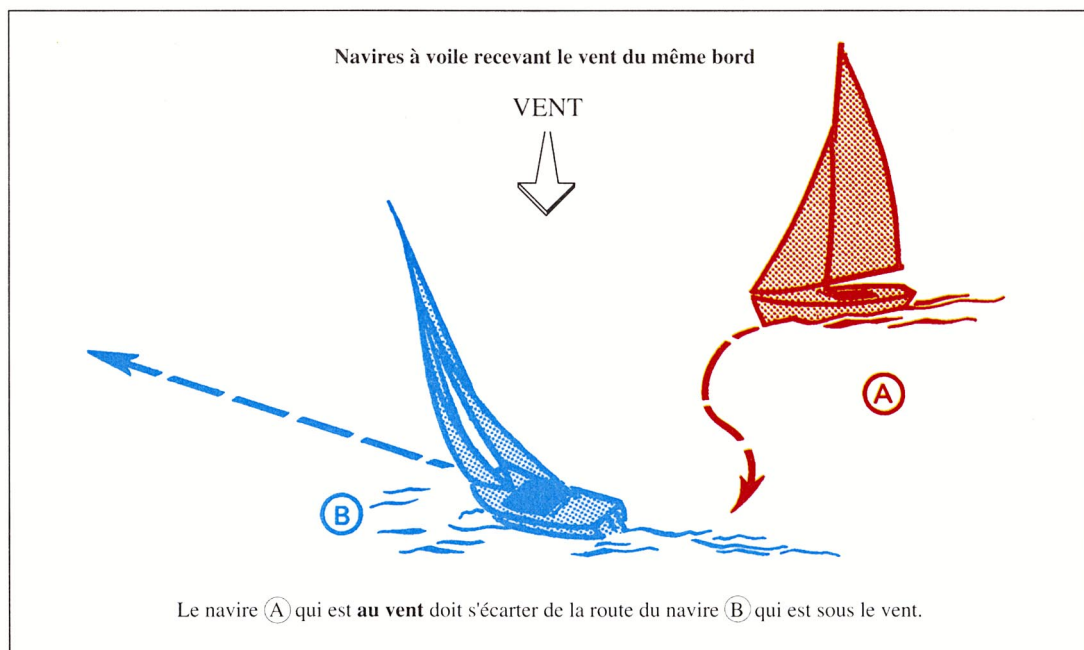 Navires à voile recevant le vent du même bord
VENT
A
B
Le navire A qui est au vent doit s'écarter de la route du navire B qui est sous le vent.